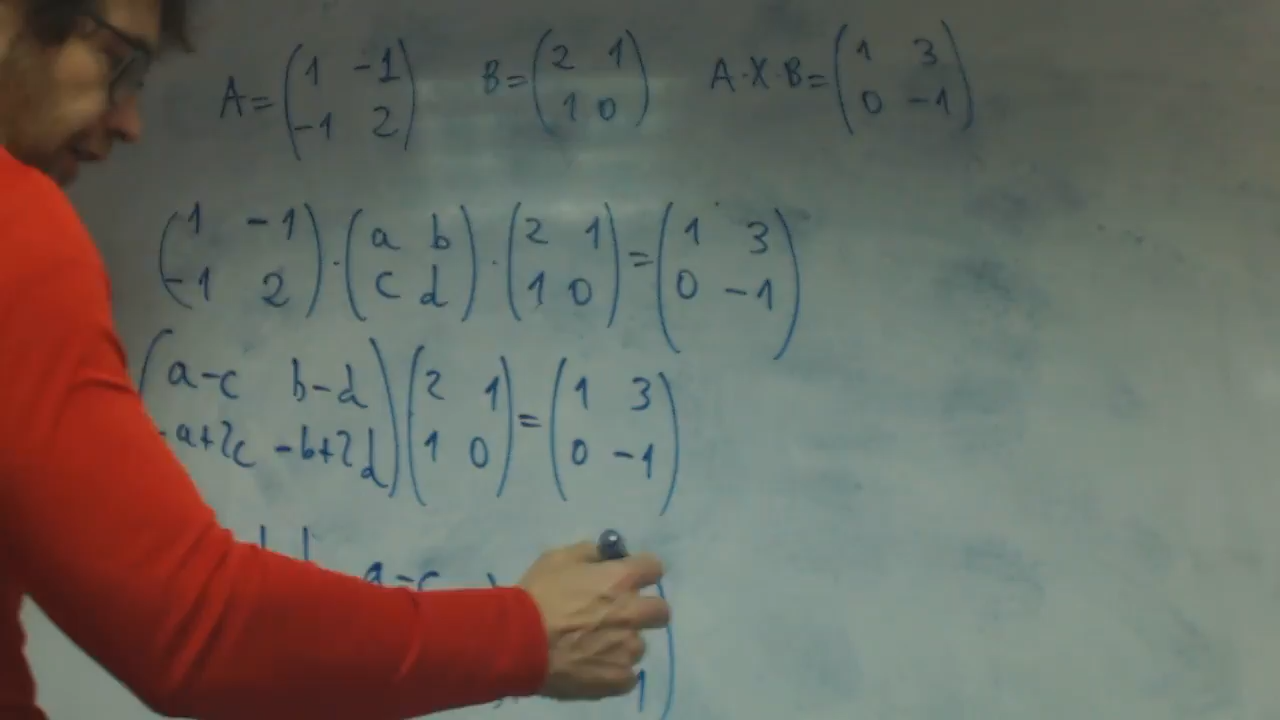 A = (1 -1 B = (2 1) A·X·B = (1 3
-1 2) 1 0) 0 -1)
(1 -1 · (a b · (2 1 = (1 3
-1 2) c d) 1 0) 0 -1)
(a-c b-d (2 1 = (1 3
-a+2c -b+2d) 1 0) 0 -1)
a-c
1